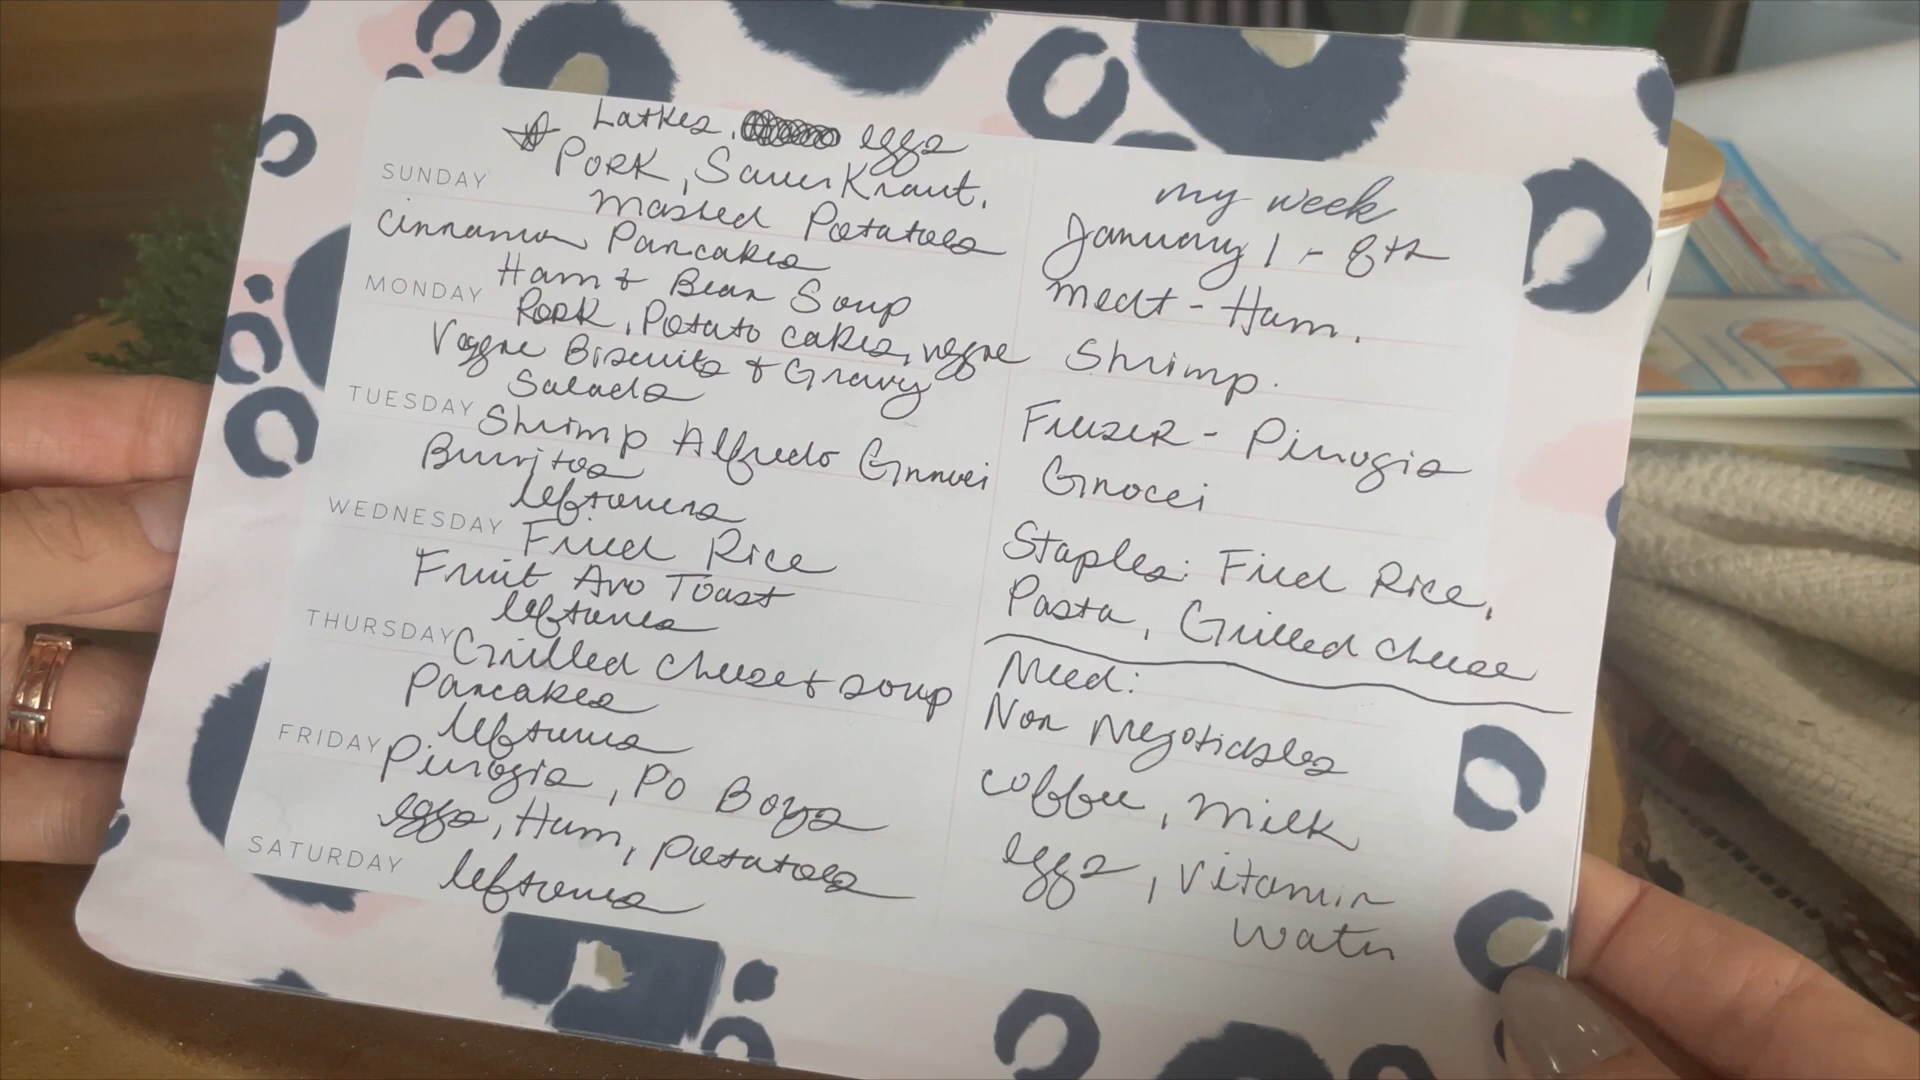 Latkes, eggs
SUNDAY PORK, SauerKraut,
mashed Potatoes
Cinnamon Pancakes
Ham & Bean Soup
MONDAY PORK, Potato cakes, veggie
Veggie Biscuits & Gravy
Salads
TUESDAY Shrimp Alfredo Gnnoci
Burritos
leftovers
WEDNESDAY Fried Rice
Fruit Avo Toast
leftovers
THURSDAY Grilled cheese & soup
Pancakes
leftovers
FRIDAY Pierogis, Po Boys
eggs, Ham, Potatoes
SATURDAY leftovers
my week
January 1 - 8th
Meat - Ham.
Shrimp.
Freezer - Pierogis
Gnocci
Staples: Fried Rice,
Pasta, Grilled cheese
Need:
Non Negotiables
coffee, milk
eggs, Vitamin
Water